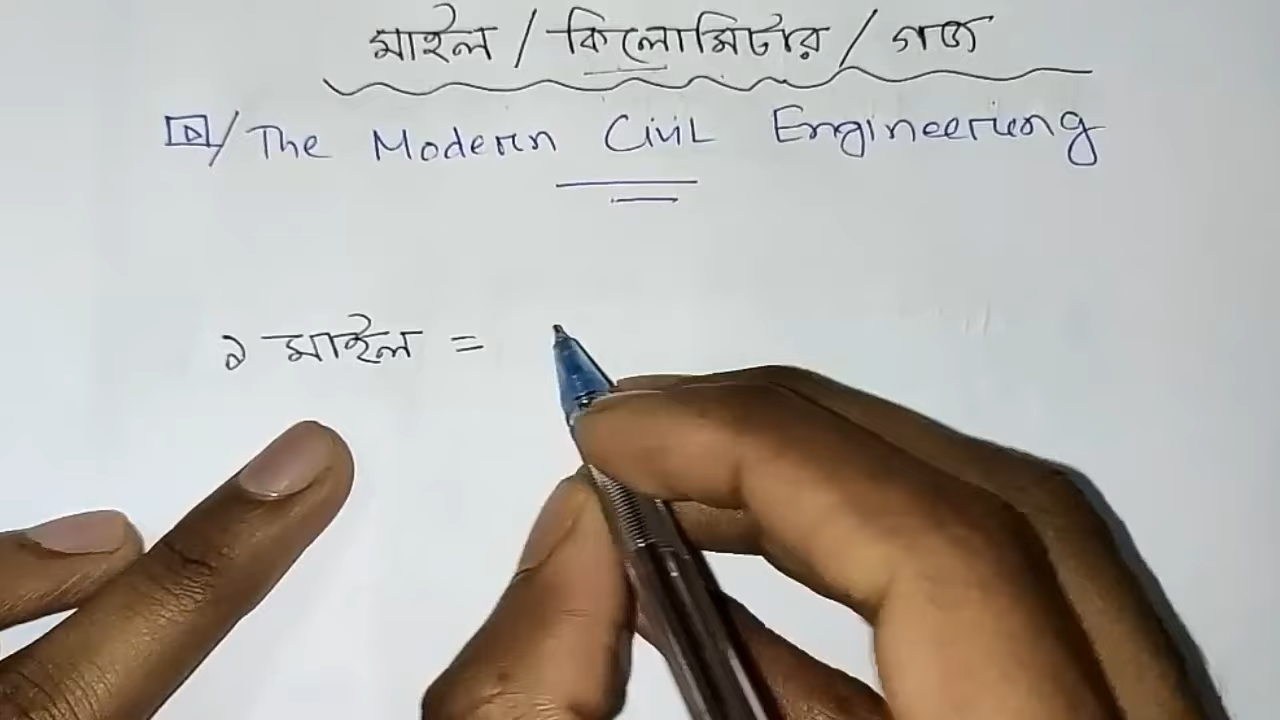 মাইল / কিলোমিটার / গজ
▶/ The Modern Civil Engineering
১ মাইল =